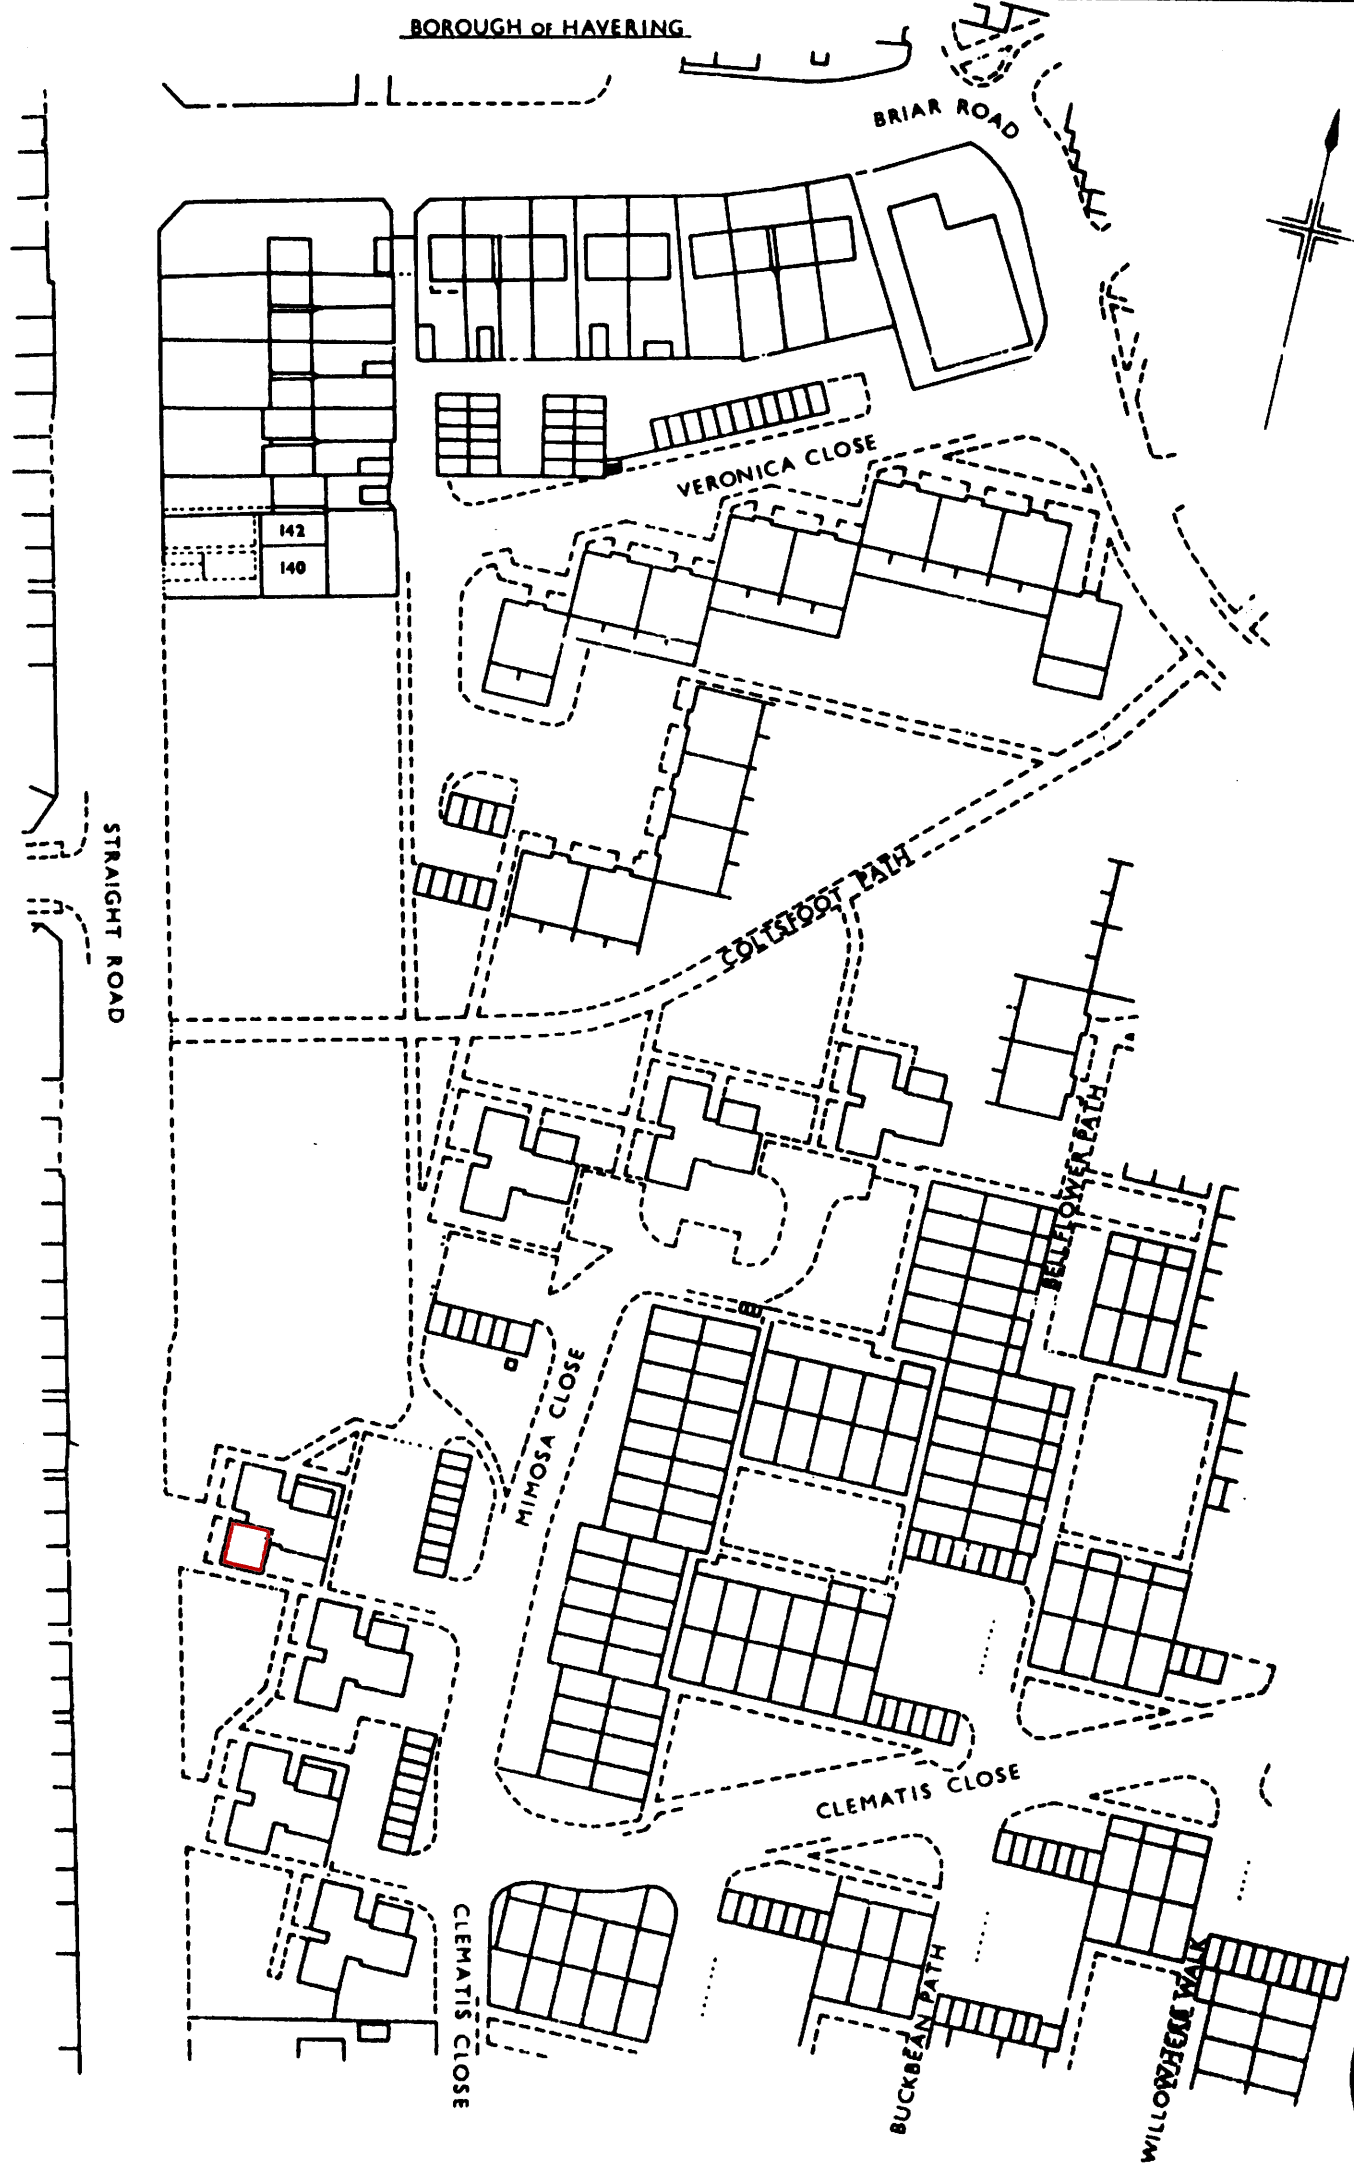 BOROUGH OF HAVERING
BRIAR ROAD
VERONICA CLOSE
142
140
STRAIGHT ROAD
COLTSFOOT PATH
BELLFLOWER PATH
MIMOSA CLOSE
CLEMATIS CLOSE
CLEMATIS CLOSE
BUCKBEAN PATH
WALK